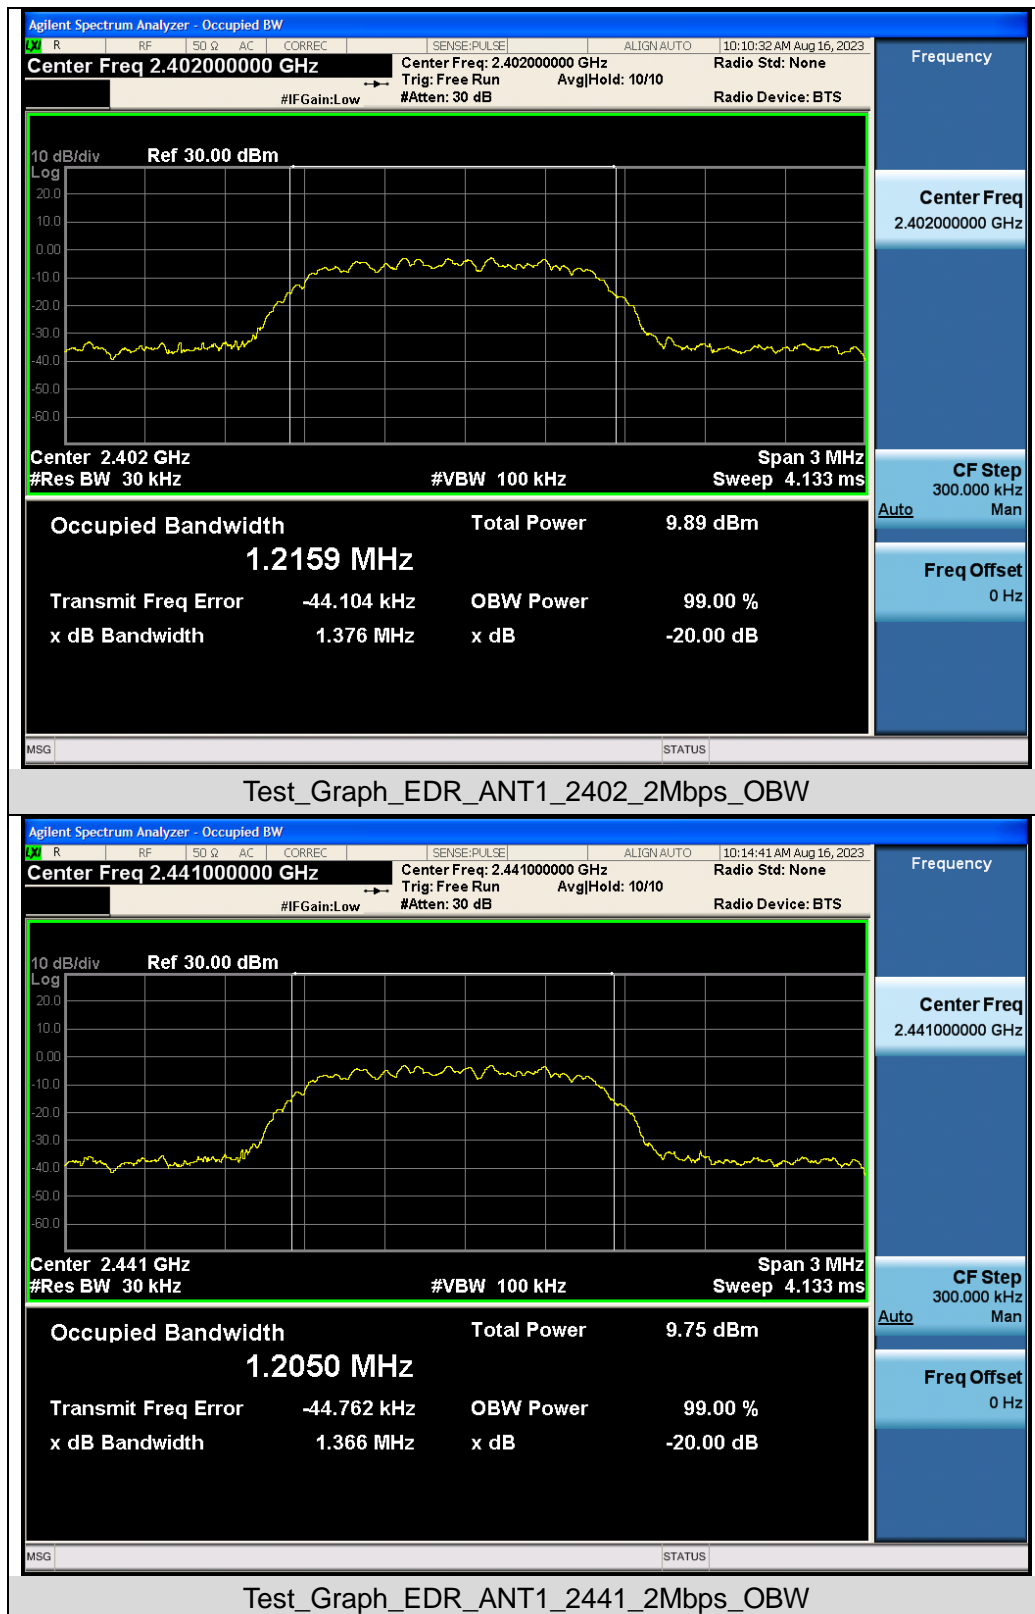 Agilent Spectrum Analyzer - Occupied BW
LXI R RF 50 Ω AC CORREC SENSE:PULSE ALIGN AUTO 10:10:32 AM Aug 16, 2023
Center Freq 2.402000000 GHz Center Freq: 2.402000000 GHz Radio Std: None
Trig: Free Run Avg|Hold: 10/10
#IFGain:Low #Atten: 30 dB Radio Device: BTS
Frequency
10 dB/div Ref 30.00 dBm
Log
20.0
10.0
0.00
-10.0
-20.0
-30.0
-40.0
-50.0
-60.0
Center 2.402 GHz Span 3 MHz
#Res BW 30 kHz #VBW 100 kHz Sweep 4.133 ms
Occupied Bandwidth Total Power 9.89 dBm
1.2159 MHz
Transmit Freq Error -44.104 kHz OBW Power 99.00 %
x dB Bandwidth 1.376 MHz x dB -20.00 dB
Center Freq
2.402000000 GHz
CF Step
300.000 kHz
Auto Man
Freq Offset
0 Hz
MSG STATUS
Test_Graph_EDR_ANT1_2402_2Mbps_OBW
Agilent Spectrum Analyzer - Occupied BW
LXI R RF 50 Ω AC CORREC SENSE:PULSE ALIGN AUTO 10:14:41 AM Aug 16, 2023
Center Freq 2.441000000 GHz Center Freq: 2.441000000 GHz Radio Std: None
Trig: Free Run Avg|Hold: 10/10
#IFGain:Low #Atten: 30 dB Radio Device: BTS
Frequency
10 dB/div Ref 30.00 dBm
Log
20.0
10.0
0.00
-10.0
-20.0
-30.0
-40.0
-50.0
-60.0
Center 2.441 GHz Span 3 MHz
#Res BW 30 kHz #VBW 100 kHz Sweep 4.133 ms
Occupied Bandwidth Total Power 9.75 dBm
1.2050 MHz
Transmit Freq Error -44.762 kHz OBW Power 99.00 %
x dB Bandwidth 1.366 MHz x dB -20.00 dB
Center Freq
2.441000000 GHz
CF Step
300.000 kHz
Auto Man
Freq Offset
0 Hz
MSG STATUS
Test_Graph_EDR_ANT1_2441_2Mbps_OBW